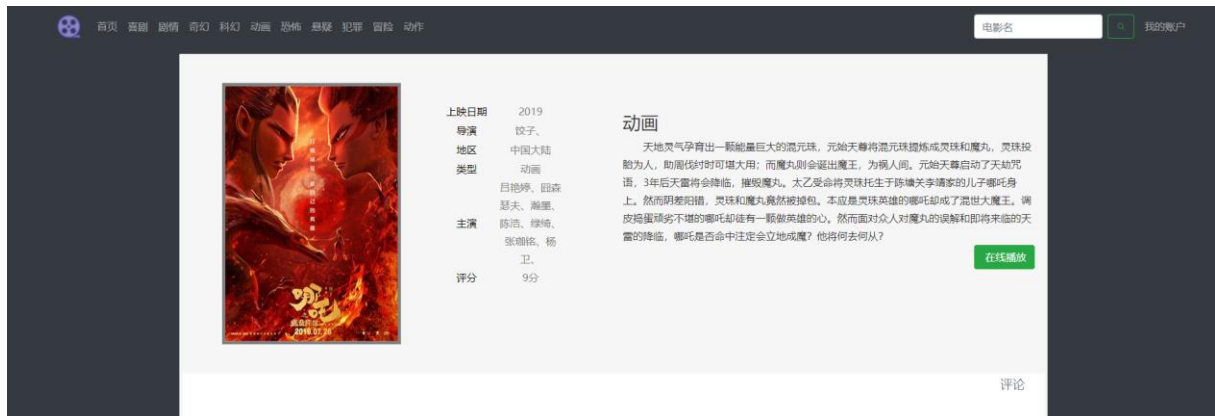 首页 喜剧 剧情 奇幻 科幻 动画 恐怖 悬疑 犯罪 冒险 动作
电影名
我的账户
上映日期 2019
导演 饺子、
地区 中国大陆
类型 动画
主演 吕艳婷、囧森
瑟夫、瀚墨、
陈浩、绿绮、
张珈铭、杨
卫、
评分 9分
动画
天地灵气孕育出一颗能量巨大的混元珠，元始天尊将混元珠提炼成灵珠和魔丸，灵珠投
胎为人，助周伐纣时可堪大用；而魔丸则会诞出魔王，为祸人间。元始天尊启动了天劫咒
语，3年后天雷将会降临，摧毁魔丸。太乙受命将灵珠托生于陈塘关李靖家的儿子哪吒身
上。然而阴差阳错，灵珠和魔丸竟然被掉包。本应是灵珠英雄的哪吒却成了混世大魔王。调
皮捣蛋顽劣不堪的哪吒却徒有一颗做英雄的心。然而面对众人对魔丸的误解和即将来临的天
雷的降临，哪吒是否命中注定会立地成魔？他将何去何从？
在线播放
哪吒
2019.07.26
评论